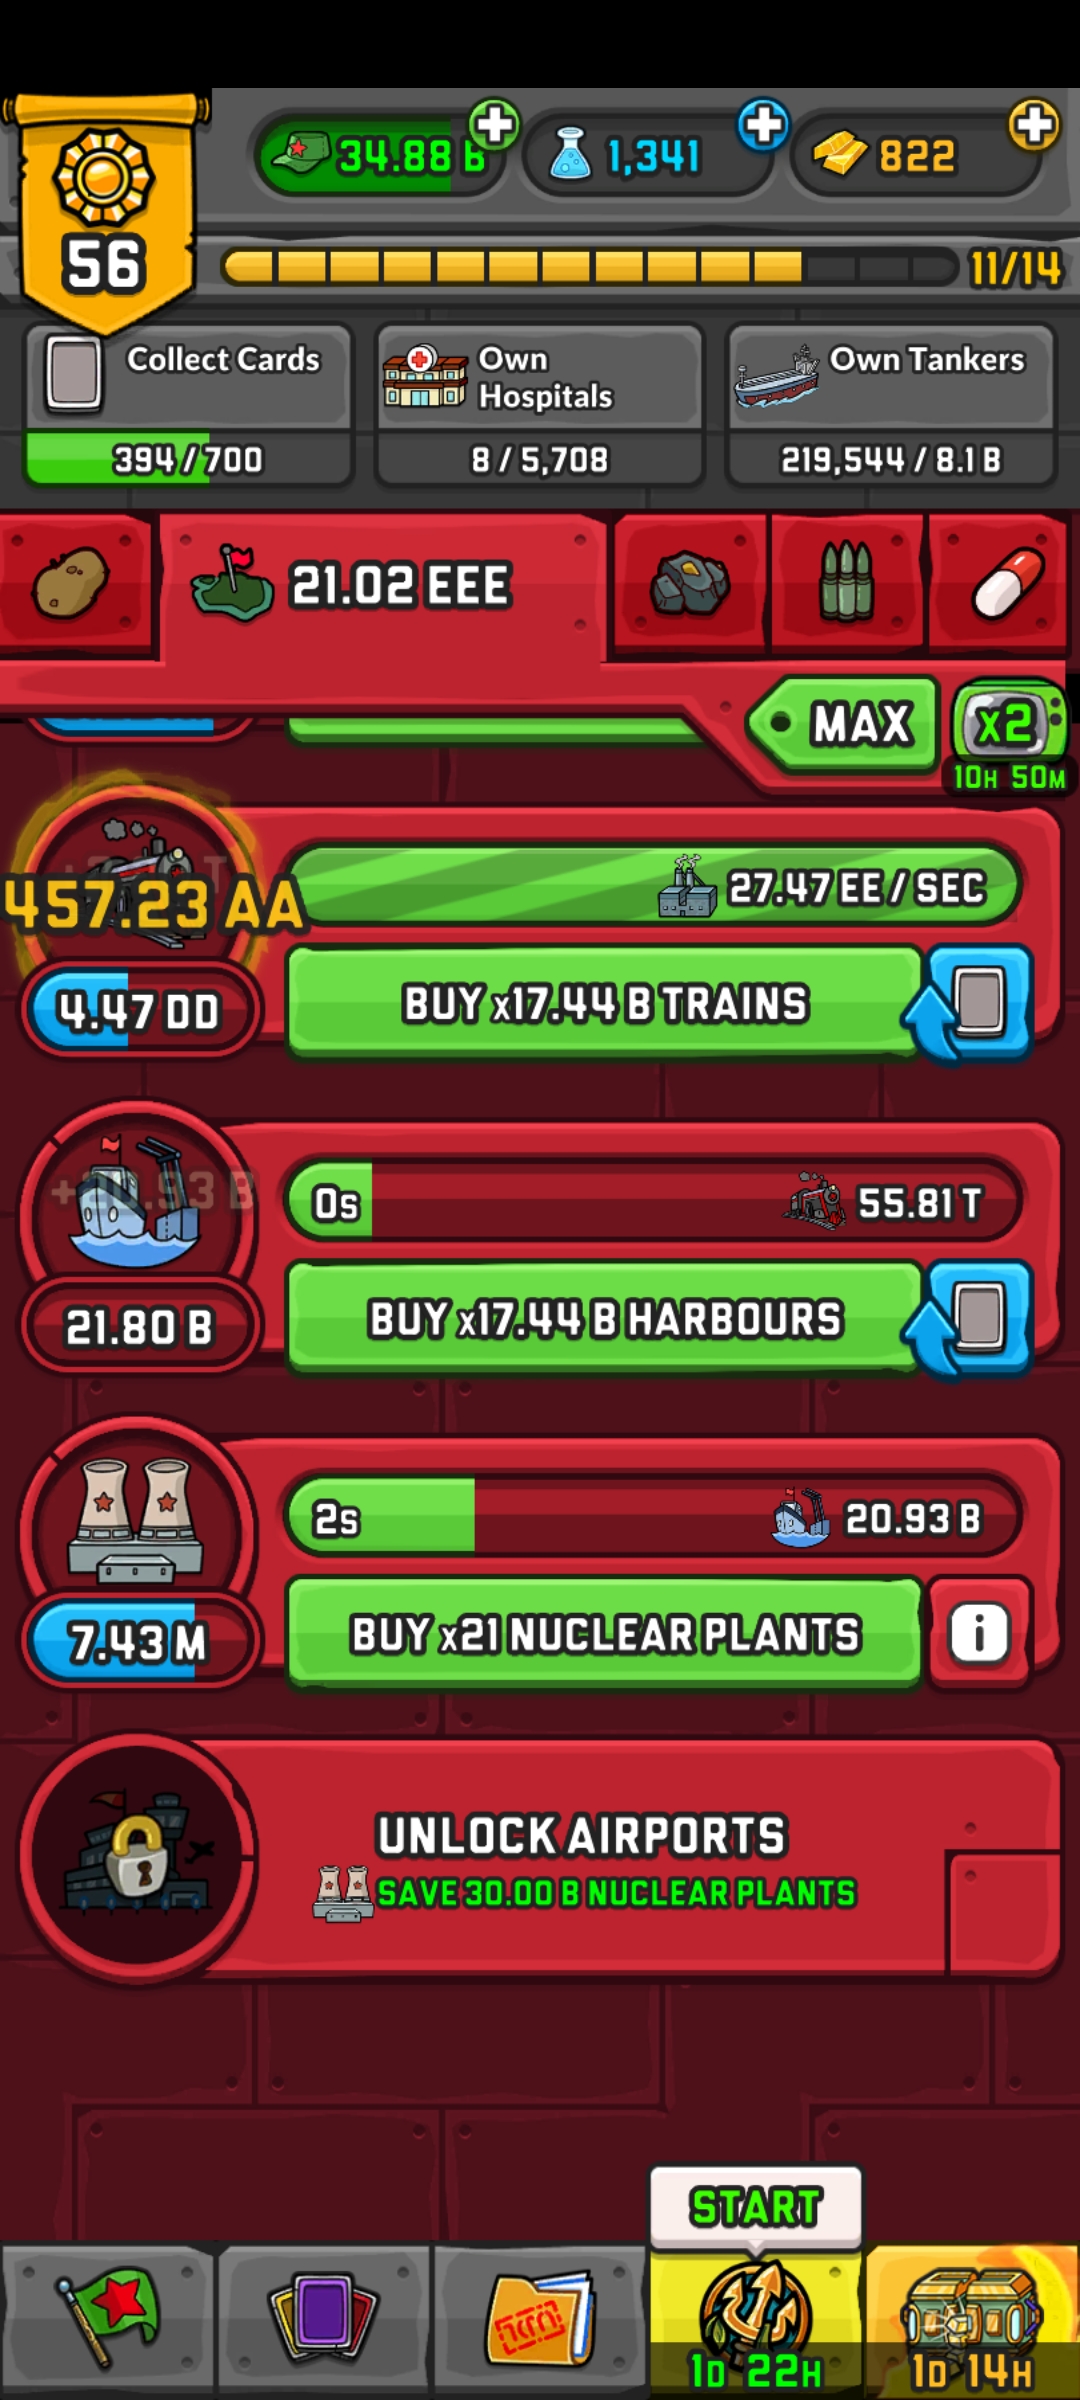 34.88 B
1,341
822
56
11/14
Collect Cards
394/700
Own
Hospitals
8/5,708
Own Tankers
219,544/8.1 B
21.02 EEE
MAX
x2
10H 50M
457.23 AA
27.47 EE/SEC
4.47 DD
BUY x17.44 B TRAINS
0s
55.81 T
21.80 B
BUY x17.44 B HARBOURS
2s
20.93 B
7.43 M
BUY x21 NUCLEAR PLANTS
i
UNLOCK AIRPORTS
SAVE 30.00 B NUCLEAR PLANTS
START
1D 22H
1D 14H